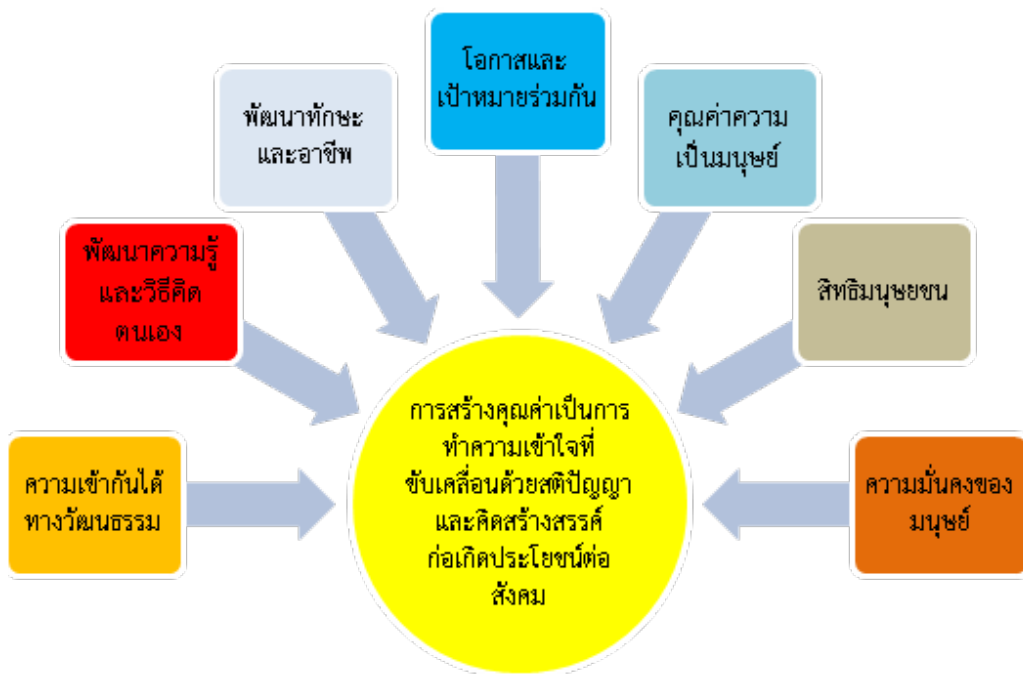 โอกาสและ
เป้าหมายร่วมกัน
พัฒนาทักษะ
และอาชีพ
คุณค่าความ
เป็นมนุษย์
พัฒนาความรู้
และวิธีคิด
ตนเอง
สิทธิมนุษยชน
ความเข้ากันได้
ทางวัฒนธรรม
การสร้างคุณค่าเป็นการ
ทำความเข้าใจที่
ขับเคลื่อนด้วยสติปัญญา
และคิดสร้างสรรค์
ก่อเกิดประโยชน์ต่อ
สังคม
ความมั่นคงของ
มนุษย์